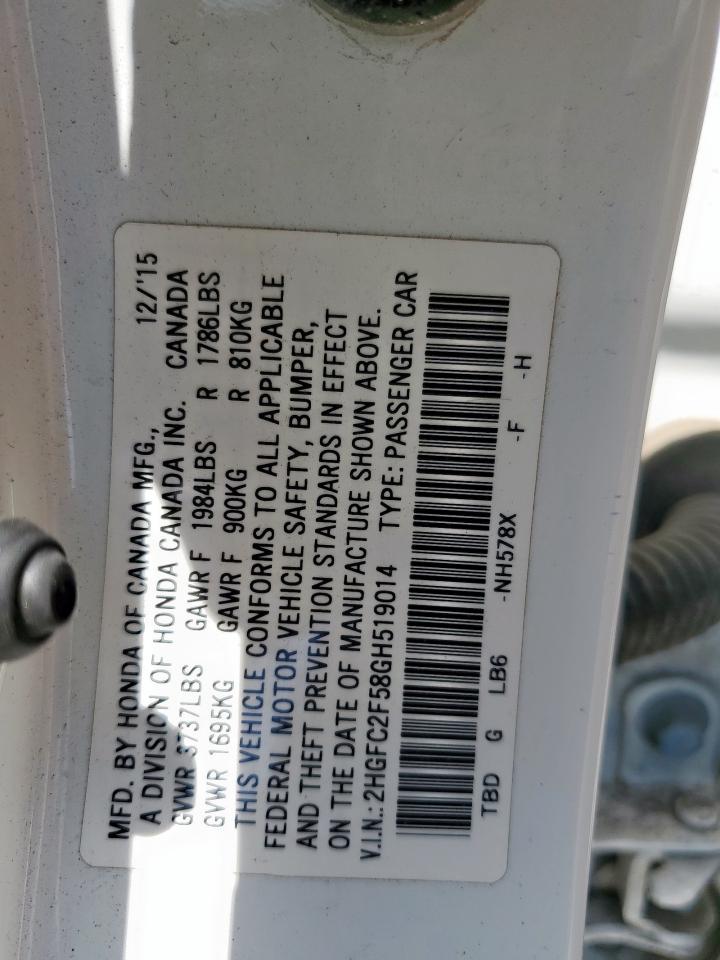 MFD. BY HONDA OF CANADA MFG., 12/'15
A DIVISION OF HONDA CANADA INC. CANADA
GVWR 3737LBS GAWR F 1984LBS R 1786LBS
GVWR 1695KG GAWR F 900KG R 810KG
THIS VEHICLE CONFORMS TO ALL APPLICABLE
FEDERAL MOTOR VEHICLE SAFETY, BUMPER,
AND THEFT PREVENTION STANDARDS IN EFFECT
ON THE DATE OF MANUFACTURE SHOWN ABOVE.
V.I.N.: 2HGFC2F58GH519014 TYPE: PASSENGER CAR
TBD G LB6 -NH578X -F -H